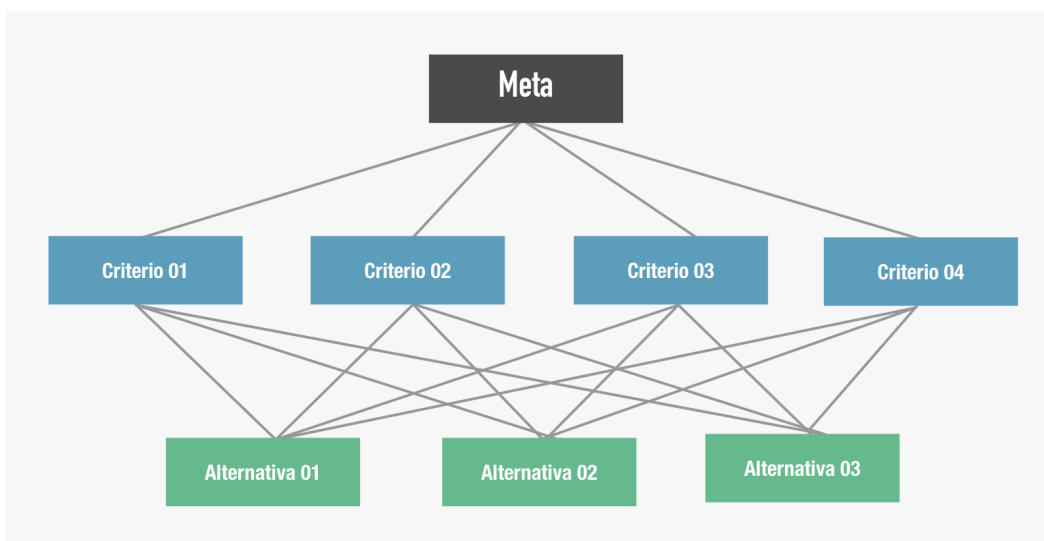 Meta
Criterio 01
Criterio 02
Criterio 03
Criterio 04
Alternativa 01
Alternativa 02
Alternativa 03